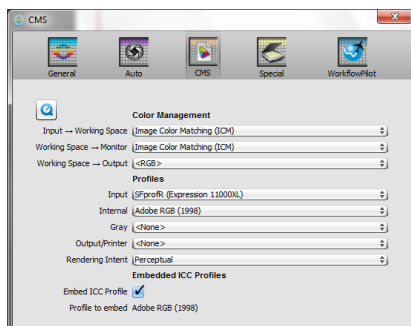 CMS
General Auto CMS Special WorkflowPilot
Color Management
Input → Working Space Image Color Matching (ICM)
Working Space → Monitor Image Color Matching (ICM)
Working Space → Output <RGB>
Profiles
Input SFprofR (Expression 11000XL)
Internal Adobe RGB (1998)
Gray <None>
Output/Printer <None>
Rendering Intent Perceptual
Embedded ICC Profiles
Embed ICC Profile
Profile to embed Adobe RGB (1998)